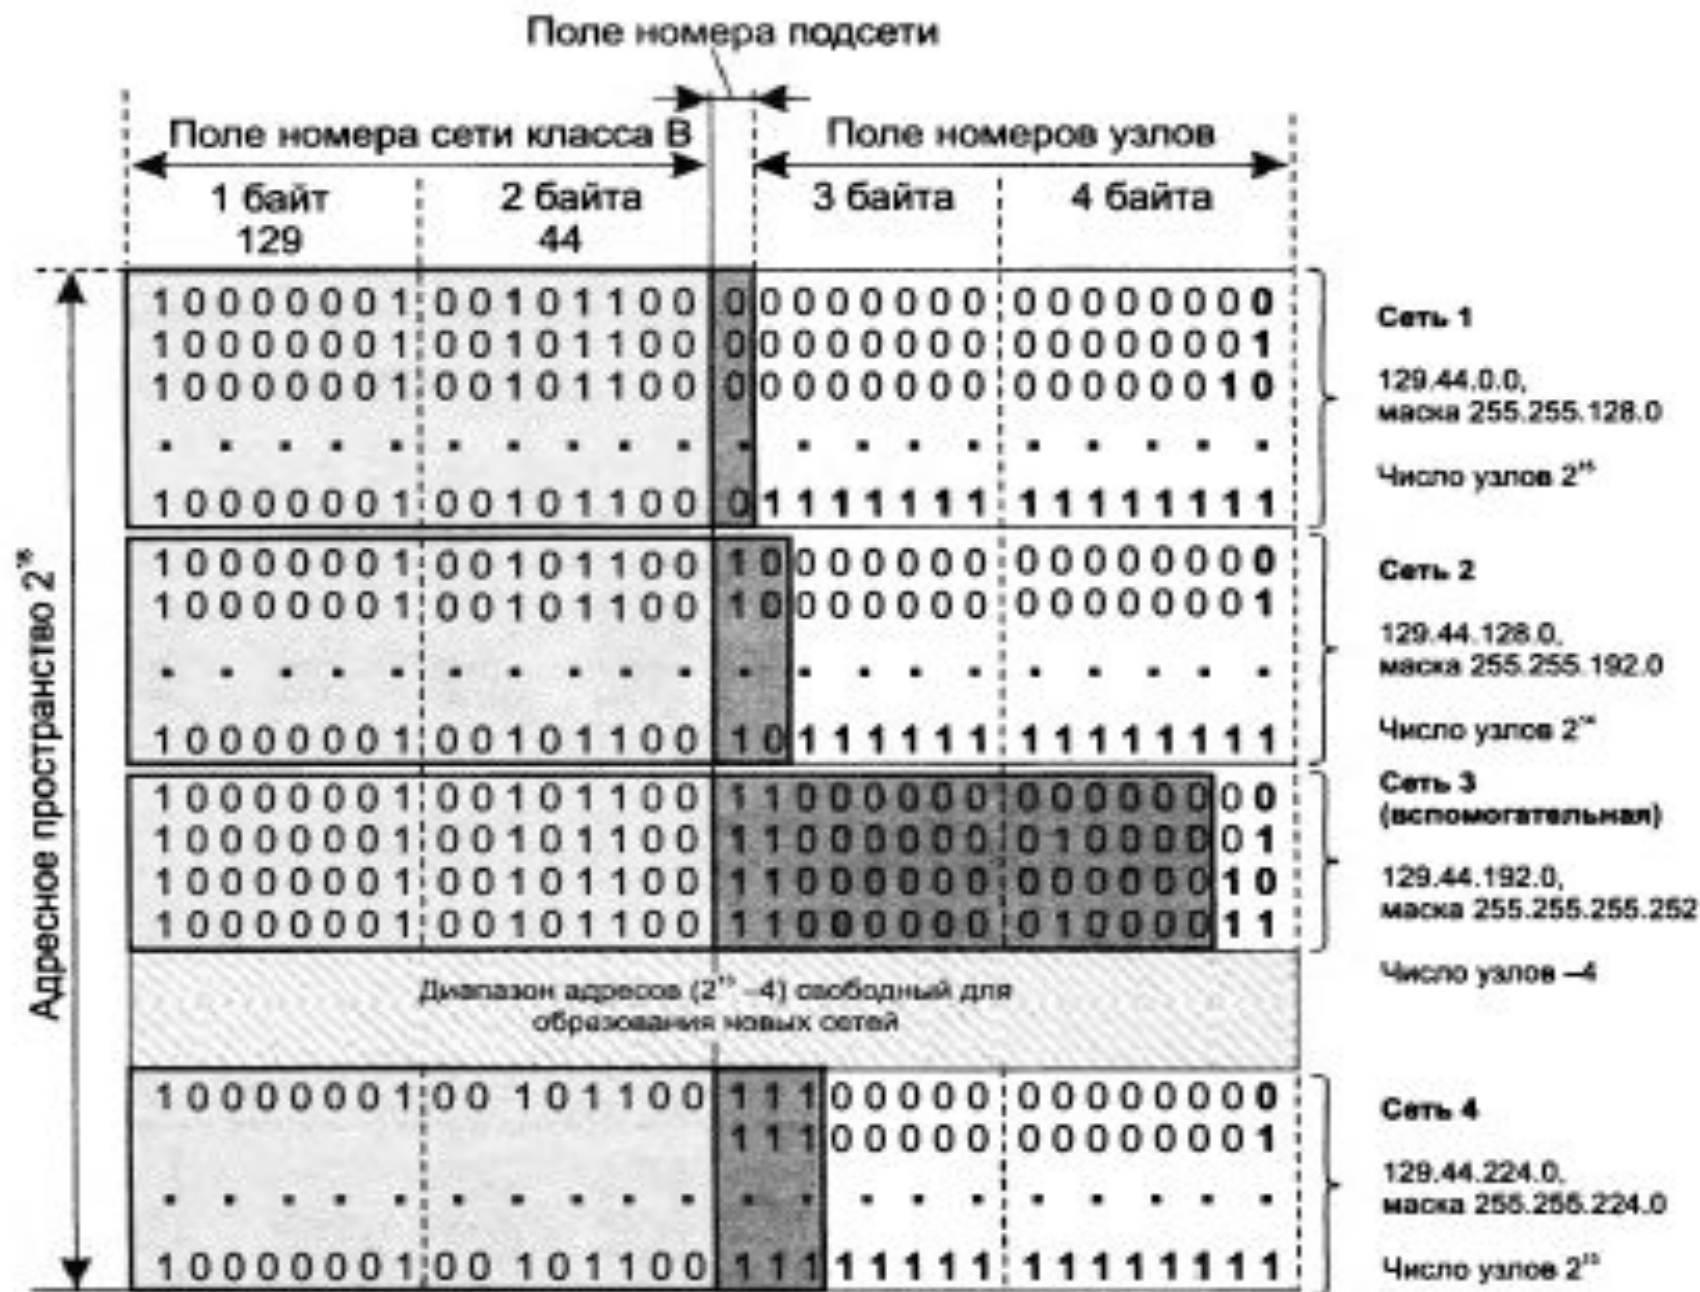 Поле номера подсети
Поле номера сети класса В
Поле номеров узлов
1 байт
2 байта
3 байта
4 байта
129
44
Адресное пространство 2¹⁶
10000001 00101100 00000000 00000000
10000001 00101100 00000000 00000001
10000001 00101100 00000000 00000010
. . . . . . . . . . . . . . . . . . . .
10000001 00101100 01111111 11111111
Сеть 1
129.44.0.0,
маска 255.255.128.0
Число узлов 2¹⁵
10000001 00101100 10000000 00000000
10000001 00101100 10000000 00000001
. . . . . . . . . . . . . . . . . . . .
10000001 00101100 10111111 11111111
Сеть 2
129.44.128.0,
маска 255.255.192.0
Число узлов 2¹⁴
10000001 00101100 11000000 00000000
10000001 00101100 11000000 01000001
10000001 00101100 11000000 00000010
10000001 00101100 11000000 01000011
Сеть 3
(вспомогательная)
129.44.192.0,
маска 255.255.255.252
Число узлов –4
Диапазон адресов (2¹³ –4) свободный для
образования новых сетей
10000001 00 101100 11100000 00000000
11100000 00000001
. . . . . . . . . . . . . . . . . . . .
10000001 00 101100 11111111 11111111
Сеть 4
129.44.224.0,
маска 255.255.224.0
Число узлов 2¹³